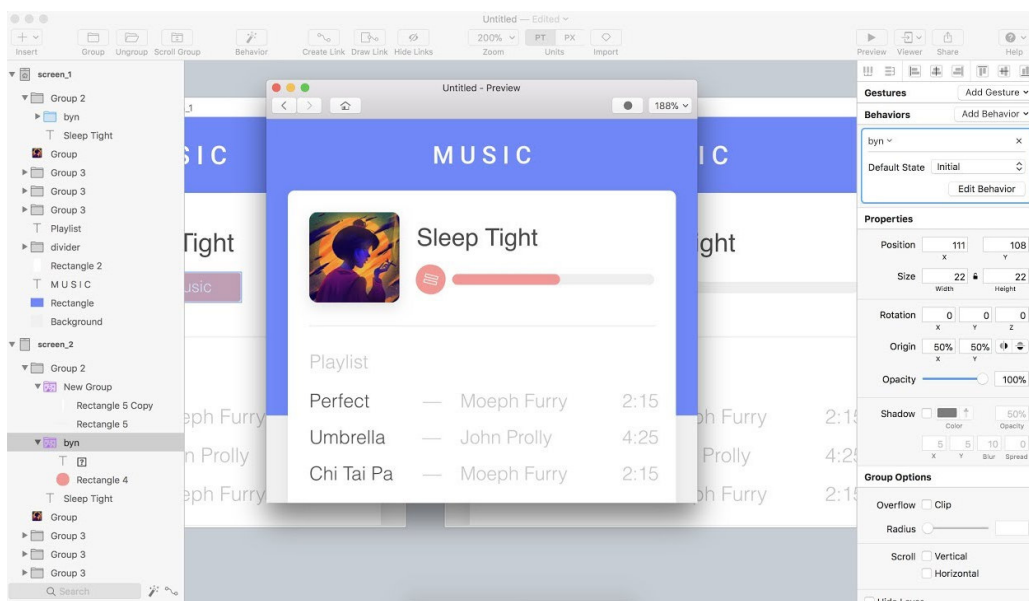 Untitled — Edited
200%
PT PX
Insert
Group
Ungroup
Scroll Group
Behavior
Create Link
Draw Link
Hide Links
Zoom
Units
Import
Preview
Viewer
Share
Help
screen_1
Group 2
byn
Sleep Tight
Group
Group 3
Group 3
Group 3
Playlist
divider
Rectangle 2
M U S I C
Rectangle
Background
screen_2
Group 2
New Group
Rectangle 5 Copy
Rectangle 5
byn
?
Rectangle 4
Sleep Tight
Group
Group 3
Group 3
Group 3
Search
_1
SIC
Tight
usic
eph Furry
n Prolly
eph Furry
Untitled - Preview
188%
MUSIC
Sleep Tight
Playlist
Perfect — Moeph Furry 2:15
Umbrella — John Prolly 4:25
Chi Tai Pa — Moeph Furry 2:15
IC
ight
ph Furry 2:15
Prolly 4:25
ph Furry 2:15
Gestures
Add Gesture
Behaviors
Add Behavior
byn
Default State Initial
Edit Behavior
Properties
Position 111 108
X Y
Size 22 22
Width Height
Rotation 0 0 0
X Y Z
Origin 50% 50%
X Y
Opacity 100%
Shadow 50%
Color Opacity
5 5 10 0
X Y Blur Spread
Group Options
Overflow Clip
Radius
Scroll Vertical
Horizontal
Hide Layer